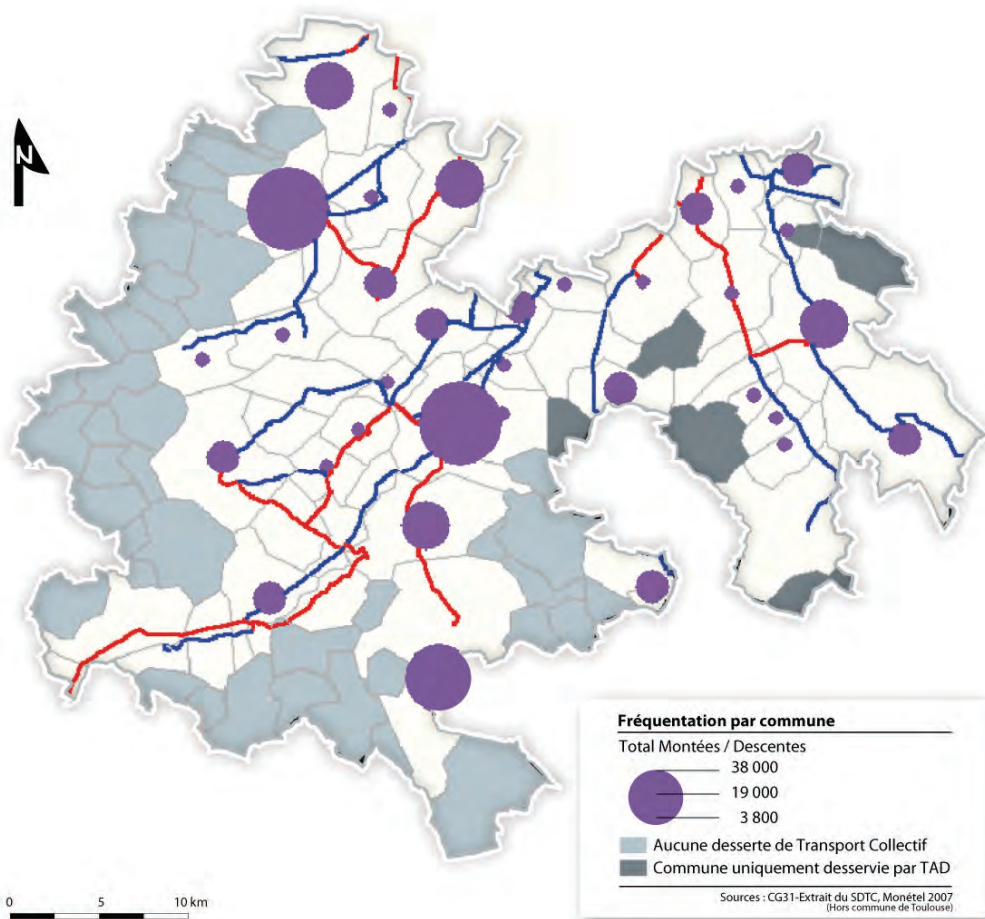 N
Fréquentation par commune
Total Montées / Descentes
38 000
19 000
3 800
Aucune desserte de Transport Collectif
Commune uniquement desservie par TAD
Sources : CG31-Extrait du SDTC, Monétel 2007
(Hors commune de Toulouse)
0 5 10 km